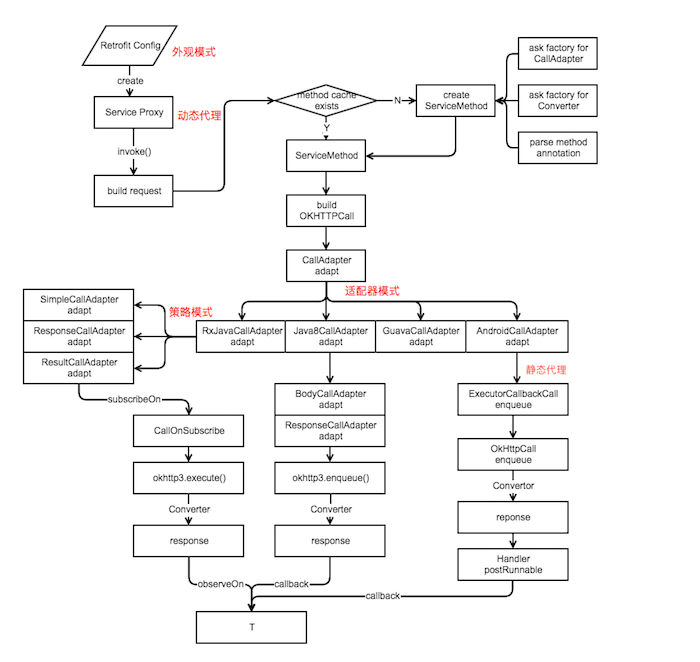 Retrofit Config
外观模式
create
Service Proxy
动态代理
invoke()
build request
method cache
exists
N
Y
create
ServiceMethod
ask factory for
CallAdapter
ask factory for
Converter
parse method
annotation
ServiceMethod
build
OKHTTPCall
CallAdapter
adapt
适配器模式
策略模式
SimpleCallAdapter
adapt
ResponseCallAdapter
adapt
ResultCallAdapter
adapt
RxJavaCallAdapter
adapt
Java8CallAdapter
adapt
GuavaCallAdapter
adapt
AndroidCallAdapter
adapt
静态代理
subscribeOn
CallOnSubscribe
okhttp3.execute()
Converter
response
observeOn
BodyCallAdapter
adapt
ResponseCallAdapter
adapt
okhttp3.enqueue()
Converter
response
callback
ExecutorCallbackCall
enqueue
OkHttpCall
enqueue
Convertor
reponse
Handler
postRunnable
callback
T